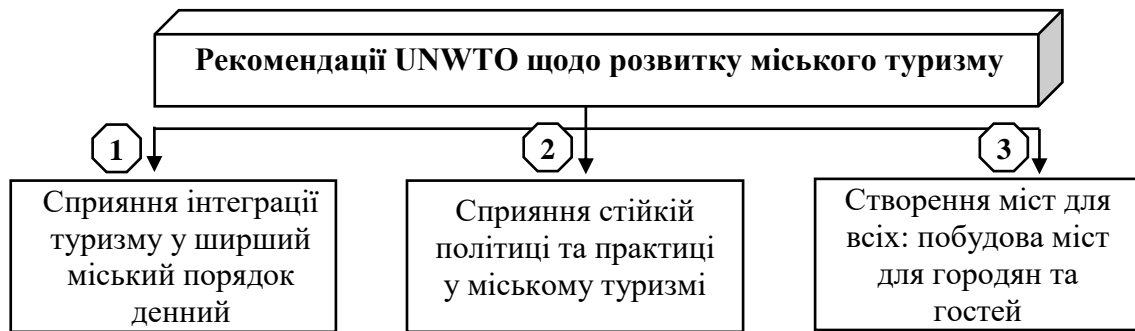 Рекомендації UNWTO щодо розвитку міського туризму
1
2
3
Сприяння інтеграції
туризму у ширший
міський порядок
денний
Сприяння стійкій
політиці та практиці
у міському туризмі
Створення міст для
всіх: побудова міст
для городян та
гостей